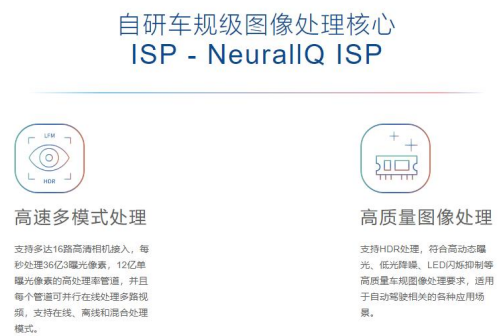 自研车规级图像处理核心
ISP - NeuralIQ ISP
LFM
HDR
高速多模式处理
支持多达16路高清相机接入，每
秒处理36亿3曝光像素，12亿单
曝光像素的高处理率管道，并且
每个管道可并行在线处理多路视
频，支持在线、离线和混合处理
模式。
高质量图像处理
支持HDR处理，符合高动态曝
光、低光降噪、LED闪烁抑制等
高质量车规图像处理要求，适用
于自动驾驶相关的各种应用场
景。